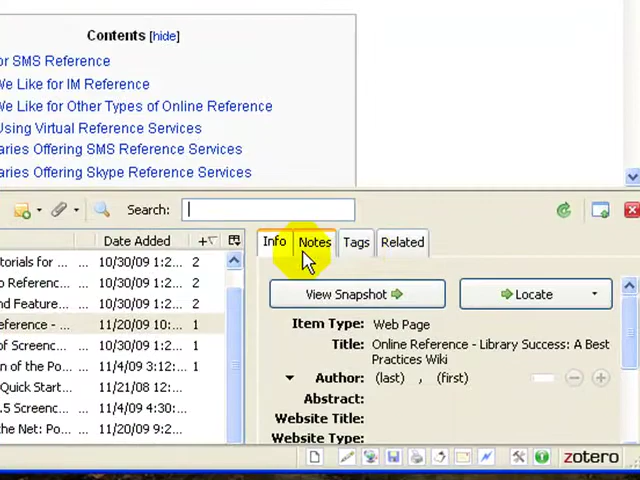 Contents [hide]
or SMS Reference
We Like for IM Reference
We Like for Other Types of Online Reference
Using Virtual Reference Services
aries Offering SMS Reference Services
aries Offering Skype Reference Services
Search:
Date Added
+
Info Notes Tags Related
torials for ... 10/30/09 1:2... 2
o Referenc... 10/30/09 1:2... 2
nd Feature... 10/30/09 1:2... 2
eference - ... 11/20/09 10:... 1
of Screenc... 10/30/09 1:2... 1
on of the Po... 11/4/09 3:12... 1
Quick Start... 11/21/08 12...
.5 Screenc... 11/4/09 4:30...
the Net: Po... 11/20/09 9:2...
View Snapshot Locate
Item Type: Web Page
Title: Online Reference - Library Success: A Best
Practices Wiki
Author: (last) , (first)
Abstract:
Website Title:
Website Type:
zotero